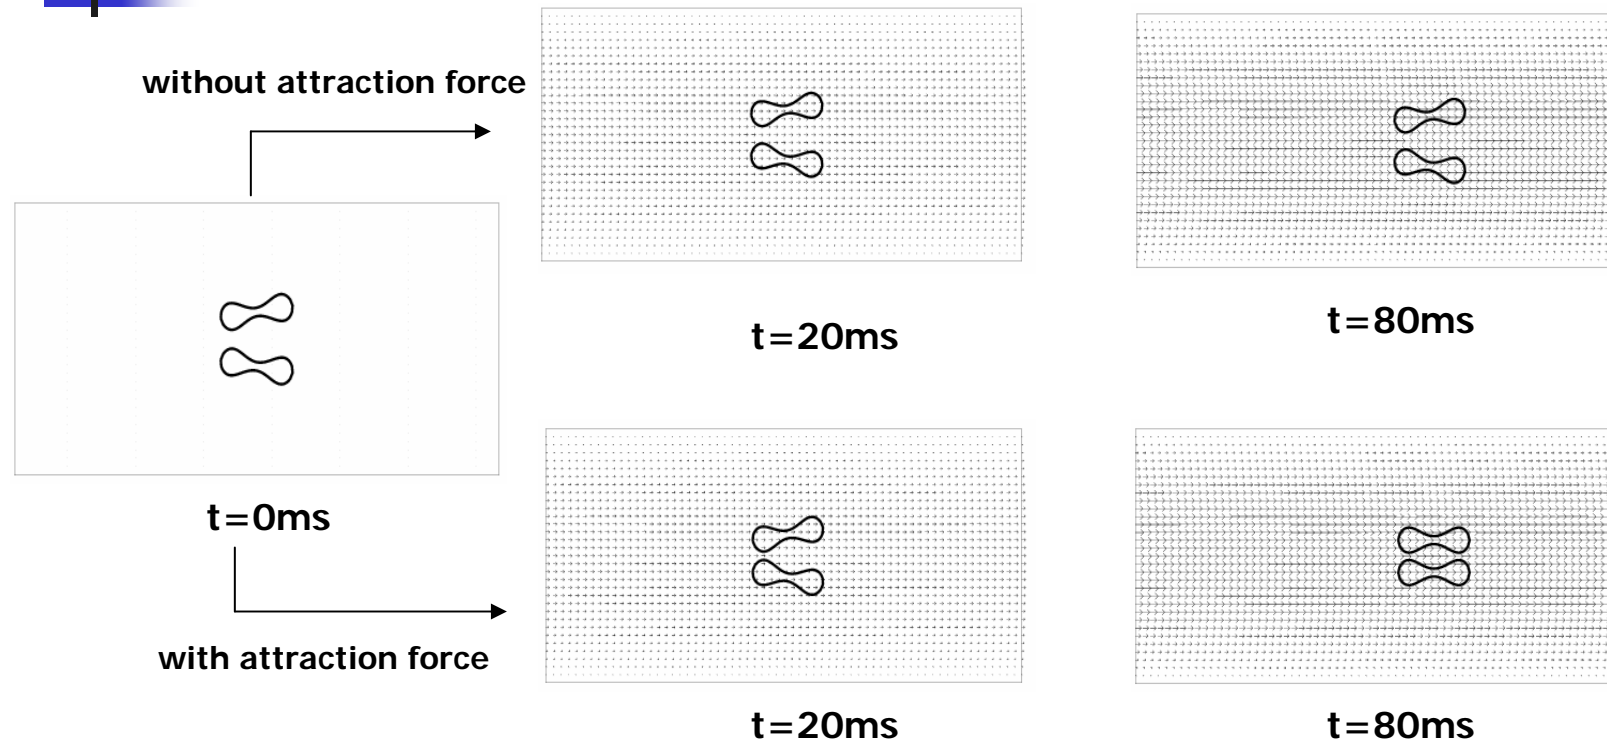 without attraction force
t=20ms
t=80ms
t=0ms
with attraction force
t=20ms
t=80ms